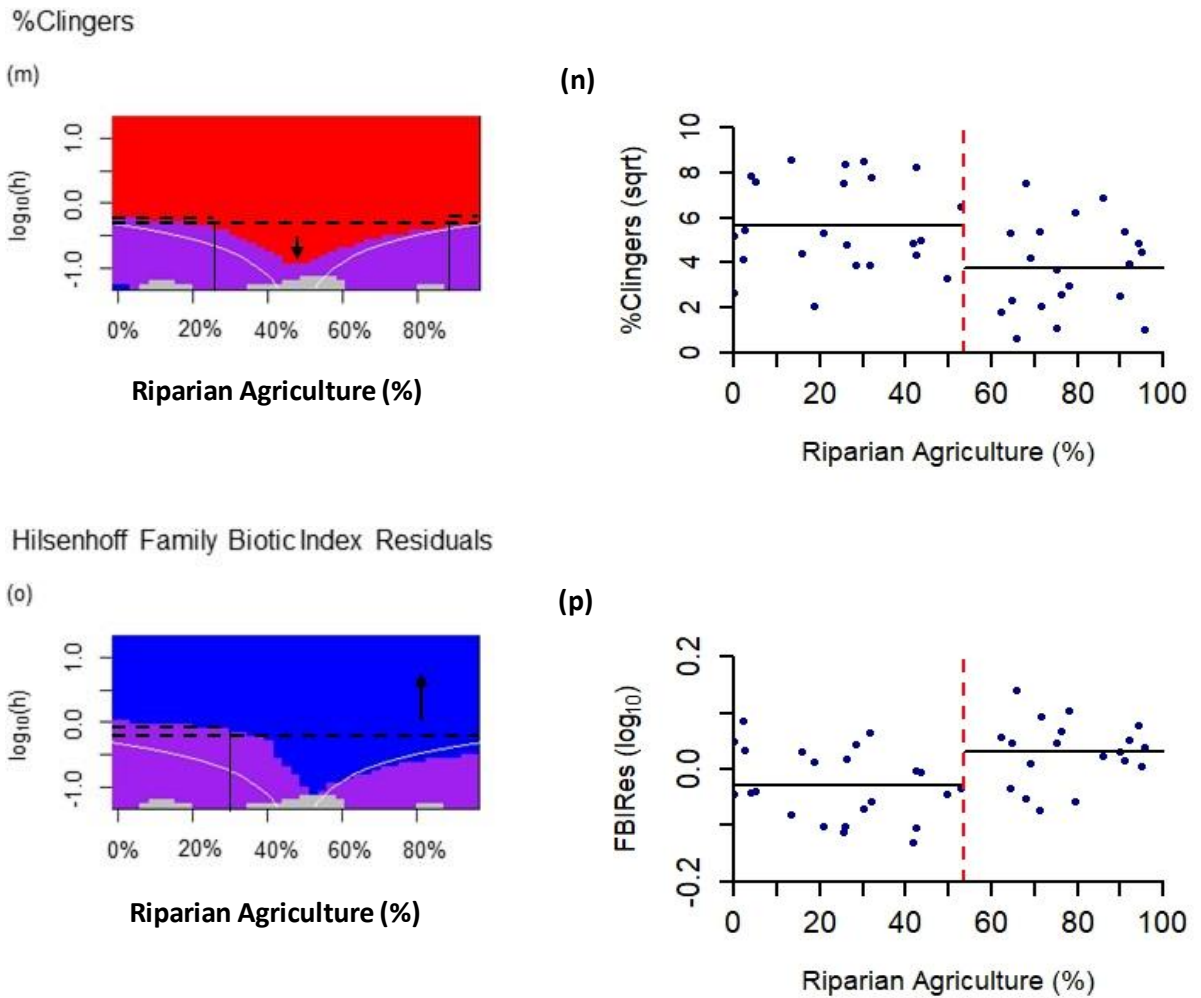 %Clingers
(m)
(n)
log10(h)
1.0
0.0
-1.0
0% 20% 40% 60% 80%
Riparian Agriculture (%)
%Clingers (sqrt)
10
8
6
4
2
0
0 20 40 60 80 100
Riparian Agriculture (%)
Hilsenhoff Family Biotic Index Residuals
(o)
(p)
log10(h)
1.0
0.0
-1.0
0% 20% 40% 60% 80%
Riparian Agriculture (%)
FBIRes (log10)
0.2
0.0
-0.2
0 20 40 60 80 100
Riparian Agriculture (%)